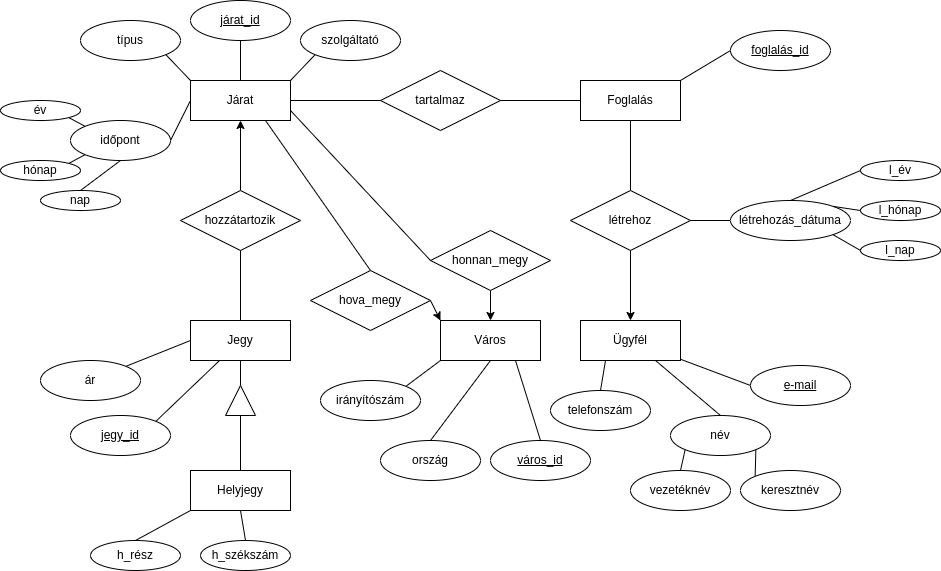 járat_id
típus
szolgáltató
foglalás_id
Járat
tartalmaz
Foglalás
év
időpont
hónap
nap
l_év
hozzátartozik
létrehoz
létrehozás_dátuma
l_hónap
l_nap
honnan_megy
hova_megy
Jegy
Város
Ügyfél
ár
irányítószám
telefonszám
e-mail
jegy_id
ország
város_id
név
Helyjegy
vezetéknév
keresztnév
h_rész
h_székszám